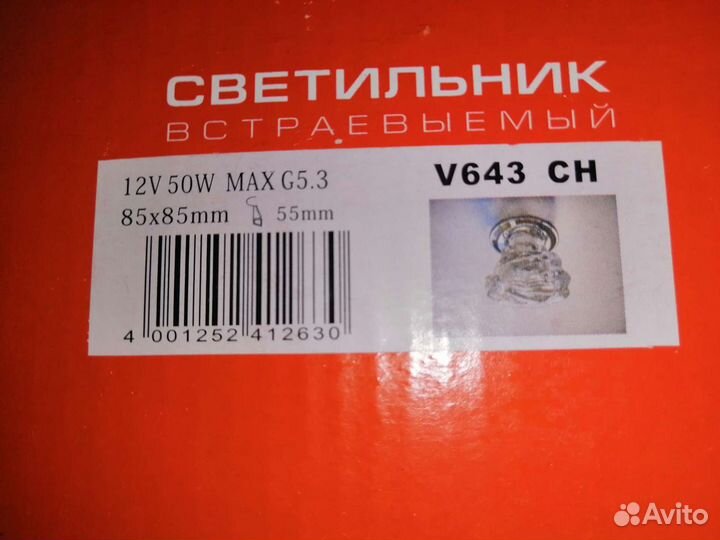 СВЕТИЛЬНИК
ВСТРАЕВЫЕМЫЙ
12V 50W MAX G5.3
85x85mm 55mm
V643 CH
4 001252 412630
Avito